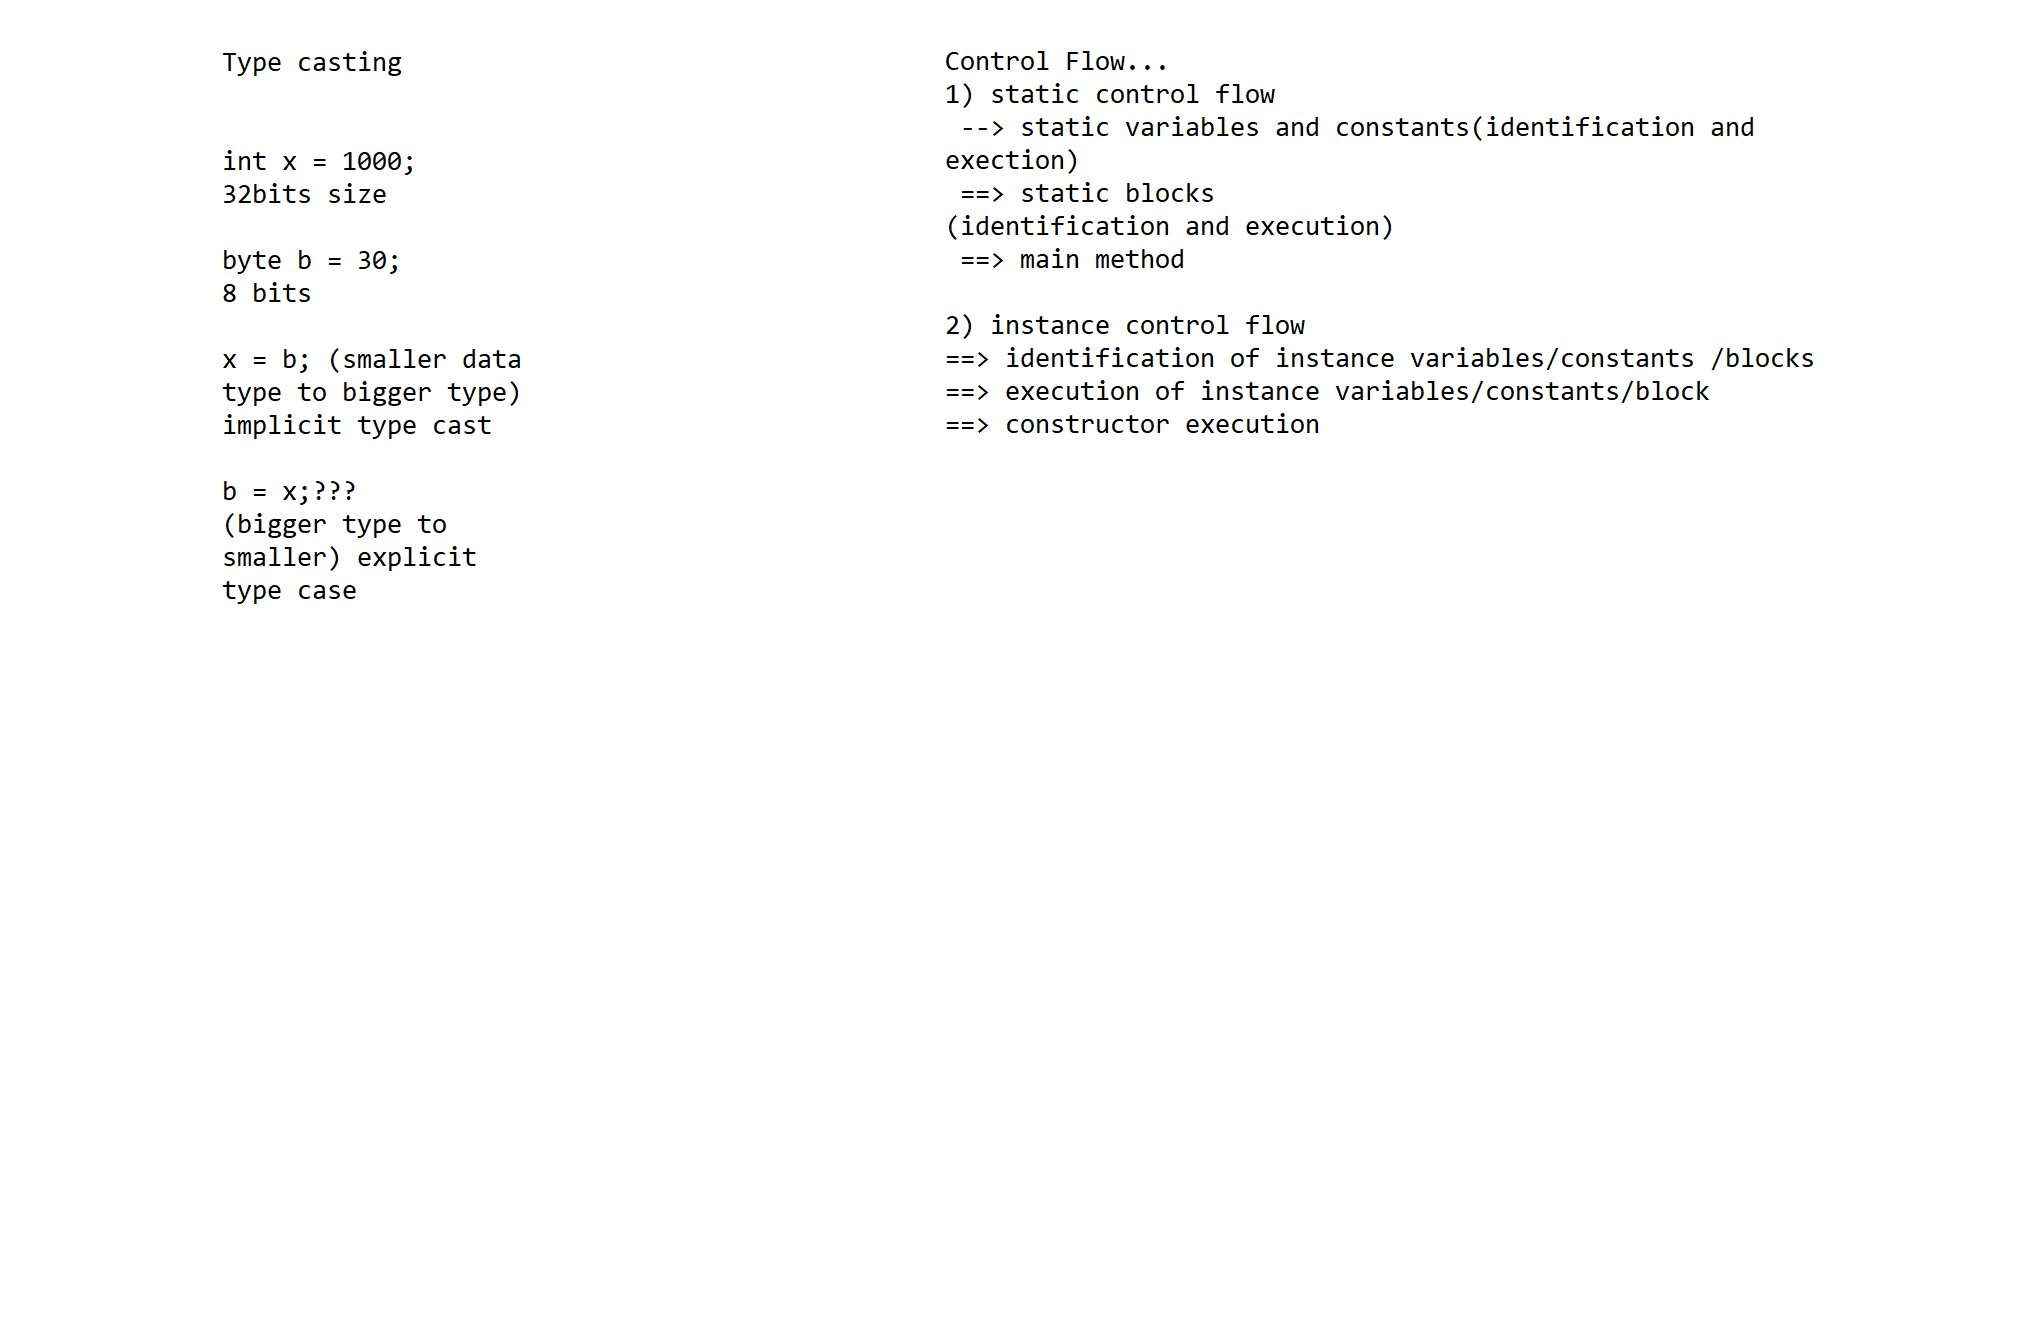 Type casting
int x = 1000;
32bits size
byte b = 30;
8 bits
x = b; (smaller data
type to bigger type)
implicit type cast
b = x;???
(bigger type to
smaller) explicit
type case
Control Flow...
1) static control flow
--> static variables and constants(identification and
exection)
==> static blocks
(identification and execution)
==> main method
2) instance control flow
==> identification of instance variables/constants /blocks
==> execution of instance variables/constants/block
==> constructor execution